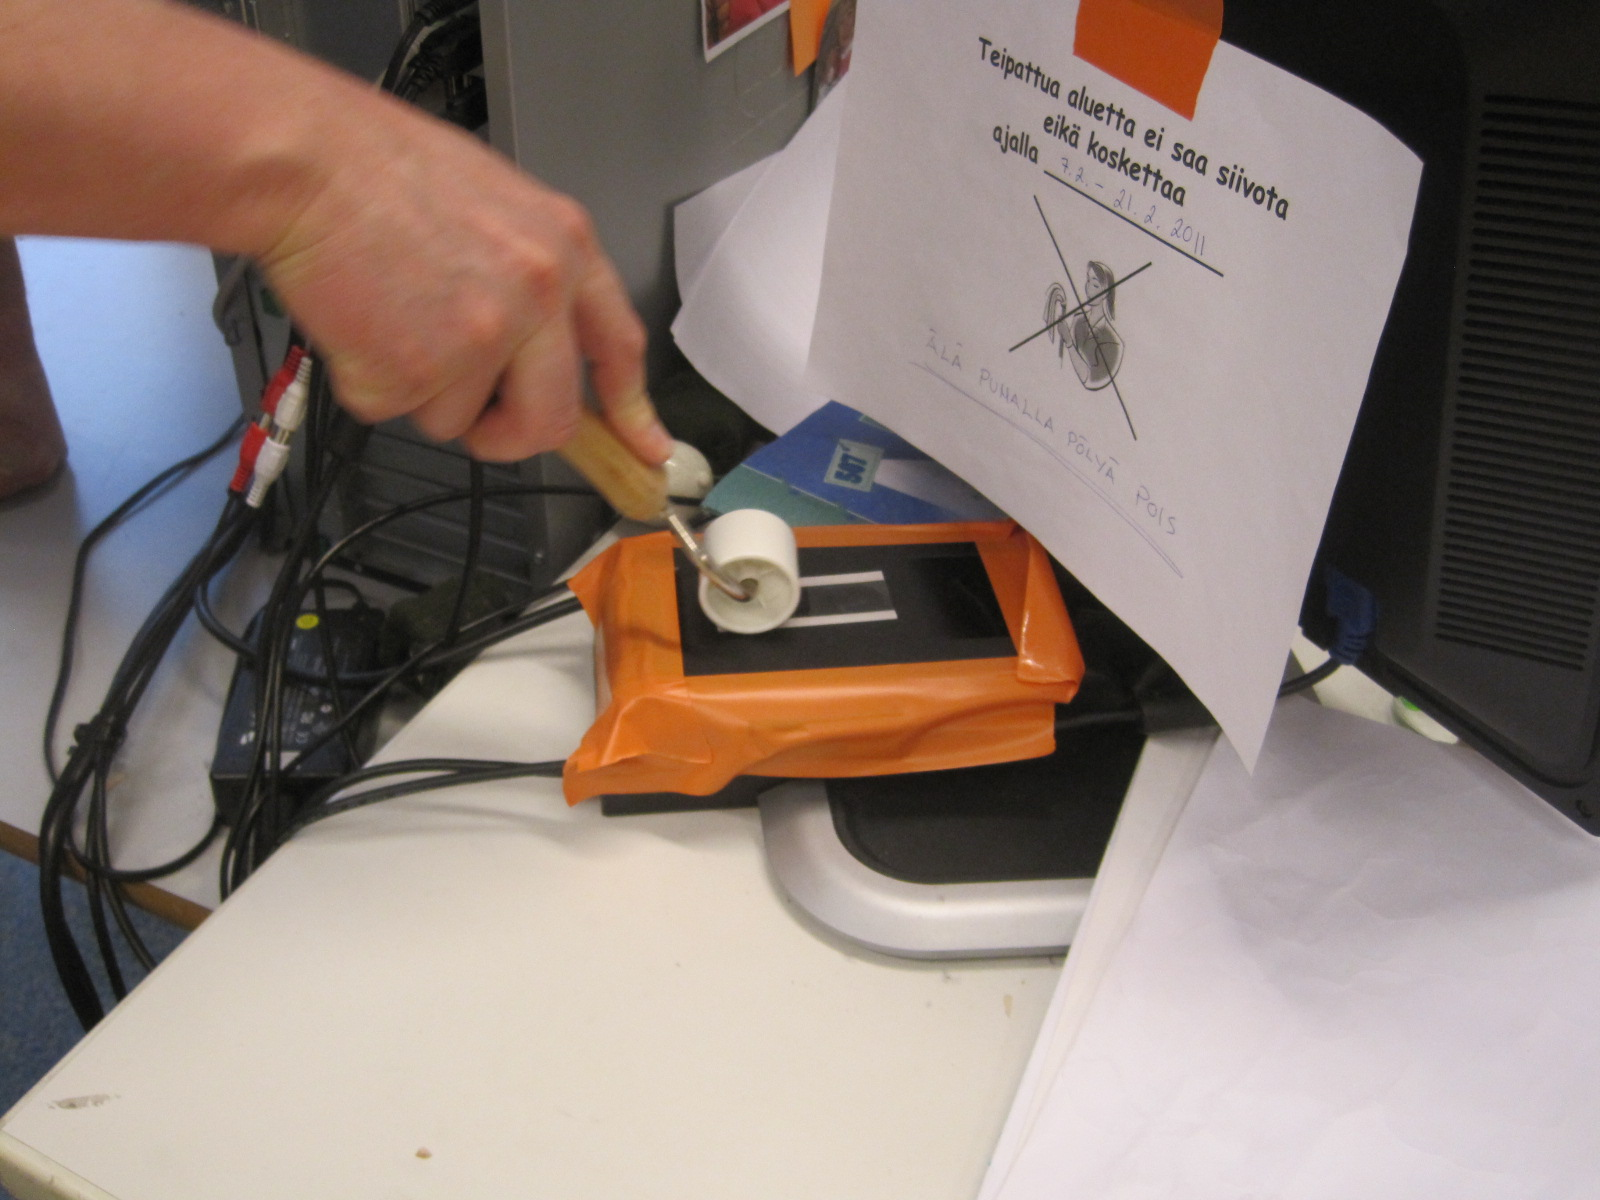 Teipattua aluetta ei saa siivota
eikä koskettaa
ajalla 7.2. - 21.2. 2011
ÄLÄ PUHALLA PÖLYÄ POIS